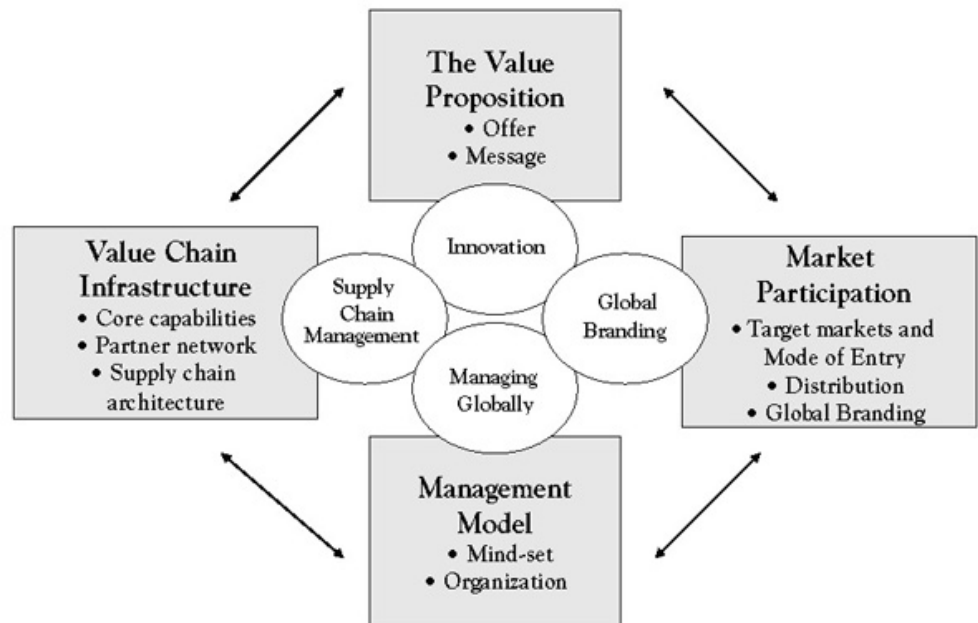 The Value
Proposition
• Offer
• Message
Innovation
Value Chain
Infrastructure
• Core capabilities
• Partner network
• Supply chain
architecture
Supply
Chain
Management
Global
Branding
Market
Participation
• Target markets and
Mode of Entry
• Distribution
• Global Branding
Managing
Globally
Management
Model
• Mind-set
• Organization